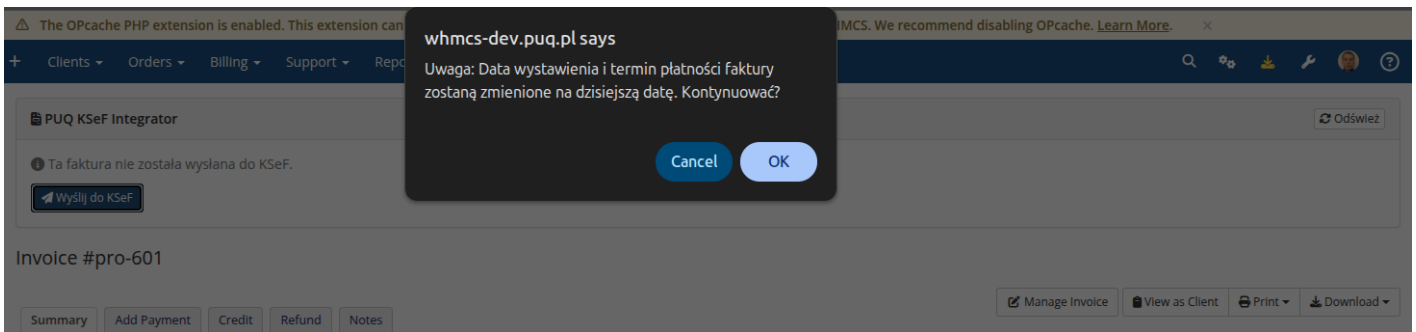 The OPcache PHP extension is enabled. This extension can
IMCS. We recommend disabling OPcache. Learn More.
whmcs-dev.puq.pl says
Uwaga: Data wystawienia i termin płatności faktury
zostaną zmienione na dzisiejszą datę. Kontynuować?
Cancel OK
+ Clients Orders Billing Support Repo
PUQ KSeF Integrator
Odśwież
Ta faktura nie została wysłana do KSeF.
Wyślij do KSeF
Invoice #pro-601
Manage Invoice View as Client Print Download
Summary Add Payment Credit Refund Notes